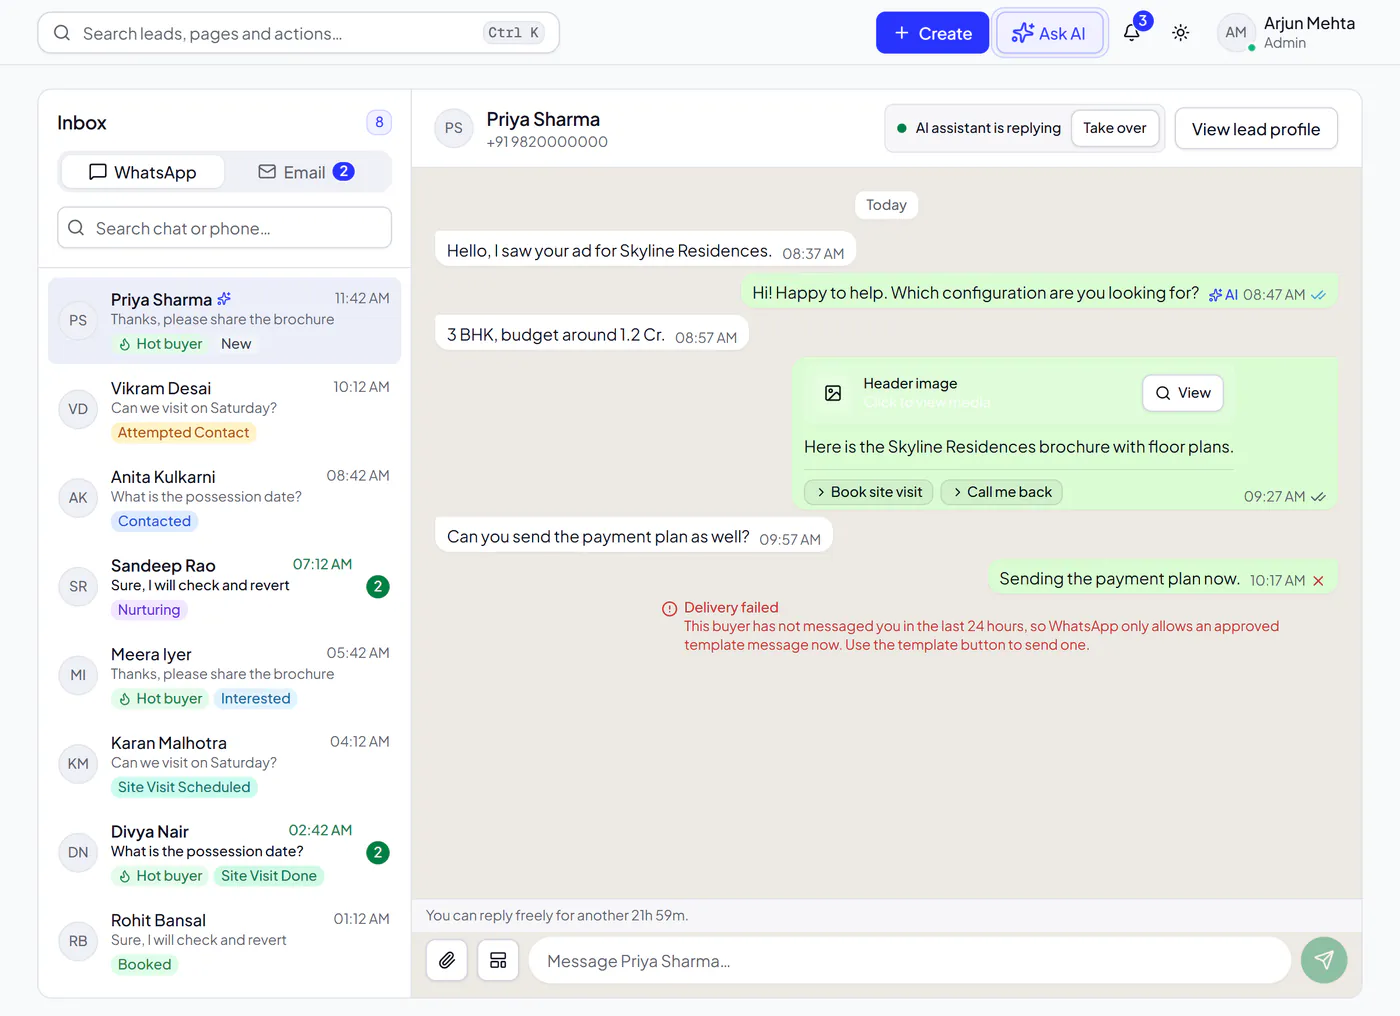 Search leads, pages and actions...
Ctrl K
Create
Ask AI
3
AM
Arjun Mehta
Admin
Inbox
8
WhatsApp
Email 2
Search chat or phone...
PS
Priya Sharma
11:42 AM
Thanks, please share the brochure
Hot buyer
New
VD
Vikram Desai
10:12 AM
Can we visit on Saturday?
Attempted Contact
AK
Anita Kulkarni
08:42 AM
What is the possession date?
Contacted
SR
Sandeep Rao
07:12 AM
Sure, I will check and revert
2
Nurturing
MI
Meera Iyer
05:42 AM
Thanks, please share the brochure
Hot buyer
Interested
KM
Karan Malhotra
04:12 AM
Can we visit on Saturday?
Site Visit Scheduled
DN
Divya Nair
02:42 AM
What is the possession date?
2
Hot buyer
Site Visit Done
RB
Rohit Bansal
01:12 AM
Sure, I will check and revert
Booked
PS
Priya Sharma
+919820000000
AI assistant is replying
Take over
View lead profile
Today
Hello, I saw your ad for Skyline Residences. 08:37 AM
Hi! Happy to help. Which configuration are you looking for? AI 08:47 AM
3 BHK, budget around 1.2 Cr. 08:57 AM
Header image
Click to view media
View
Here is the Skyline Residences brochure with floor plans.
Book site visit
Call me back
09:27 AM
Can you send the payment plan as well? 09:57 AM
Sending the payment plan now. 10:17 AM
Delivery failed
This buyer has not messaged you in the last 24 hours, so WhatsApp only allows an approved
template message now. Use the template button to send one.
You can reply freely for another 21h 59m.
Message Priya Sharma...